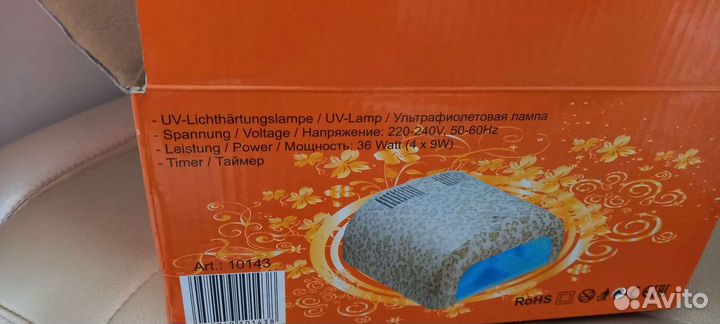 - UV-Lichthärtungslampe / UV-Lamp / Ультрафиолетовая лампа
- Spannung / Voltage / Напряжение: 220-240V, 50-60Hz
- Leistung / Power / Мощность: 36 Watt (4 x 9W)
- Timer / Таймер
Art.: 10143
RoHS
Avito